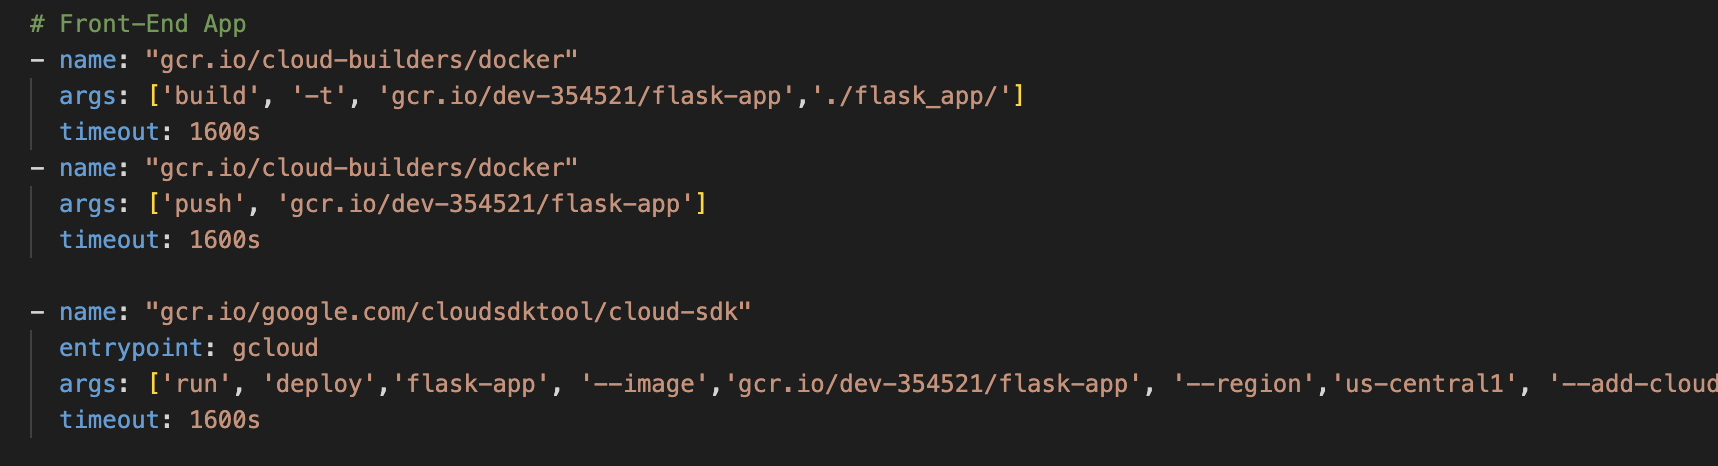 # Front-End App
- name: "gcr.io/cloud-builders/docker"
args: ['build', '-t', 'gcr.io/dev-354521/flask-app','./flask_app/']
timeout: 1600s
- name: "gcr.io/cloud-builders/docker"
args: ['push', 'gcr.io/dev-354521/flask-app']
timeout: 1600s
- name: "gcr.io/google.com/cloudsdktool/cloud-sdk"
entrypoint: gcloud
args: ['run', 'deploy','flask-app', '--image','gcr.io/dev-354521/flask-app', '--region','us-central1', '--add-cloud
timeout: 1600s